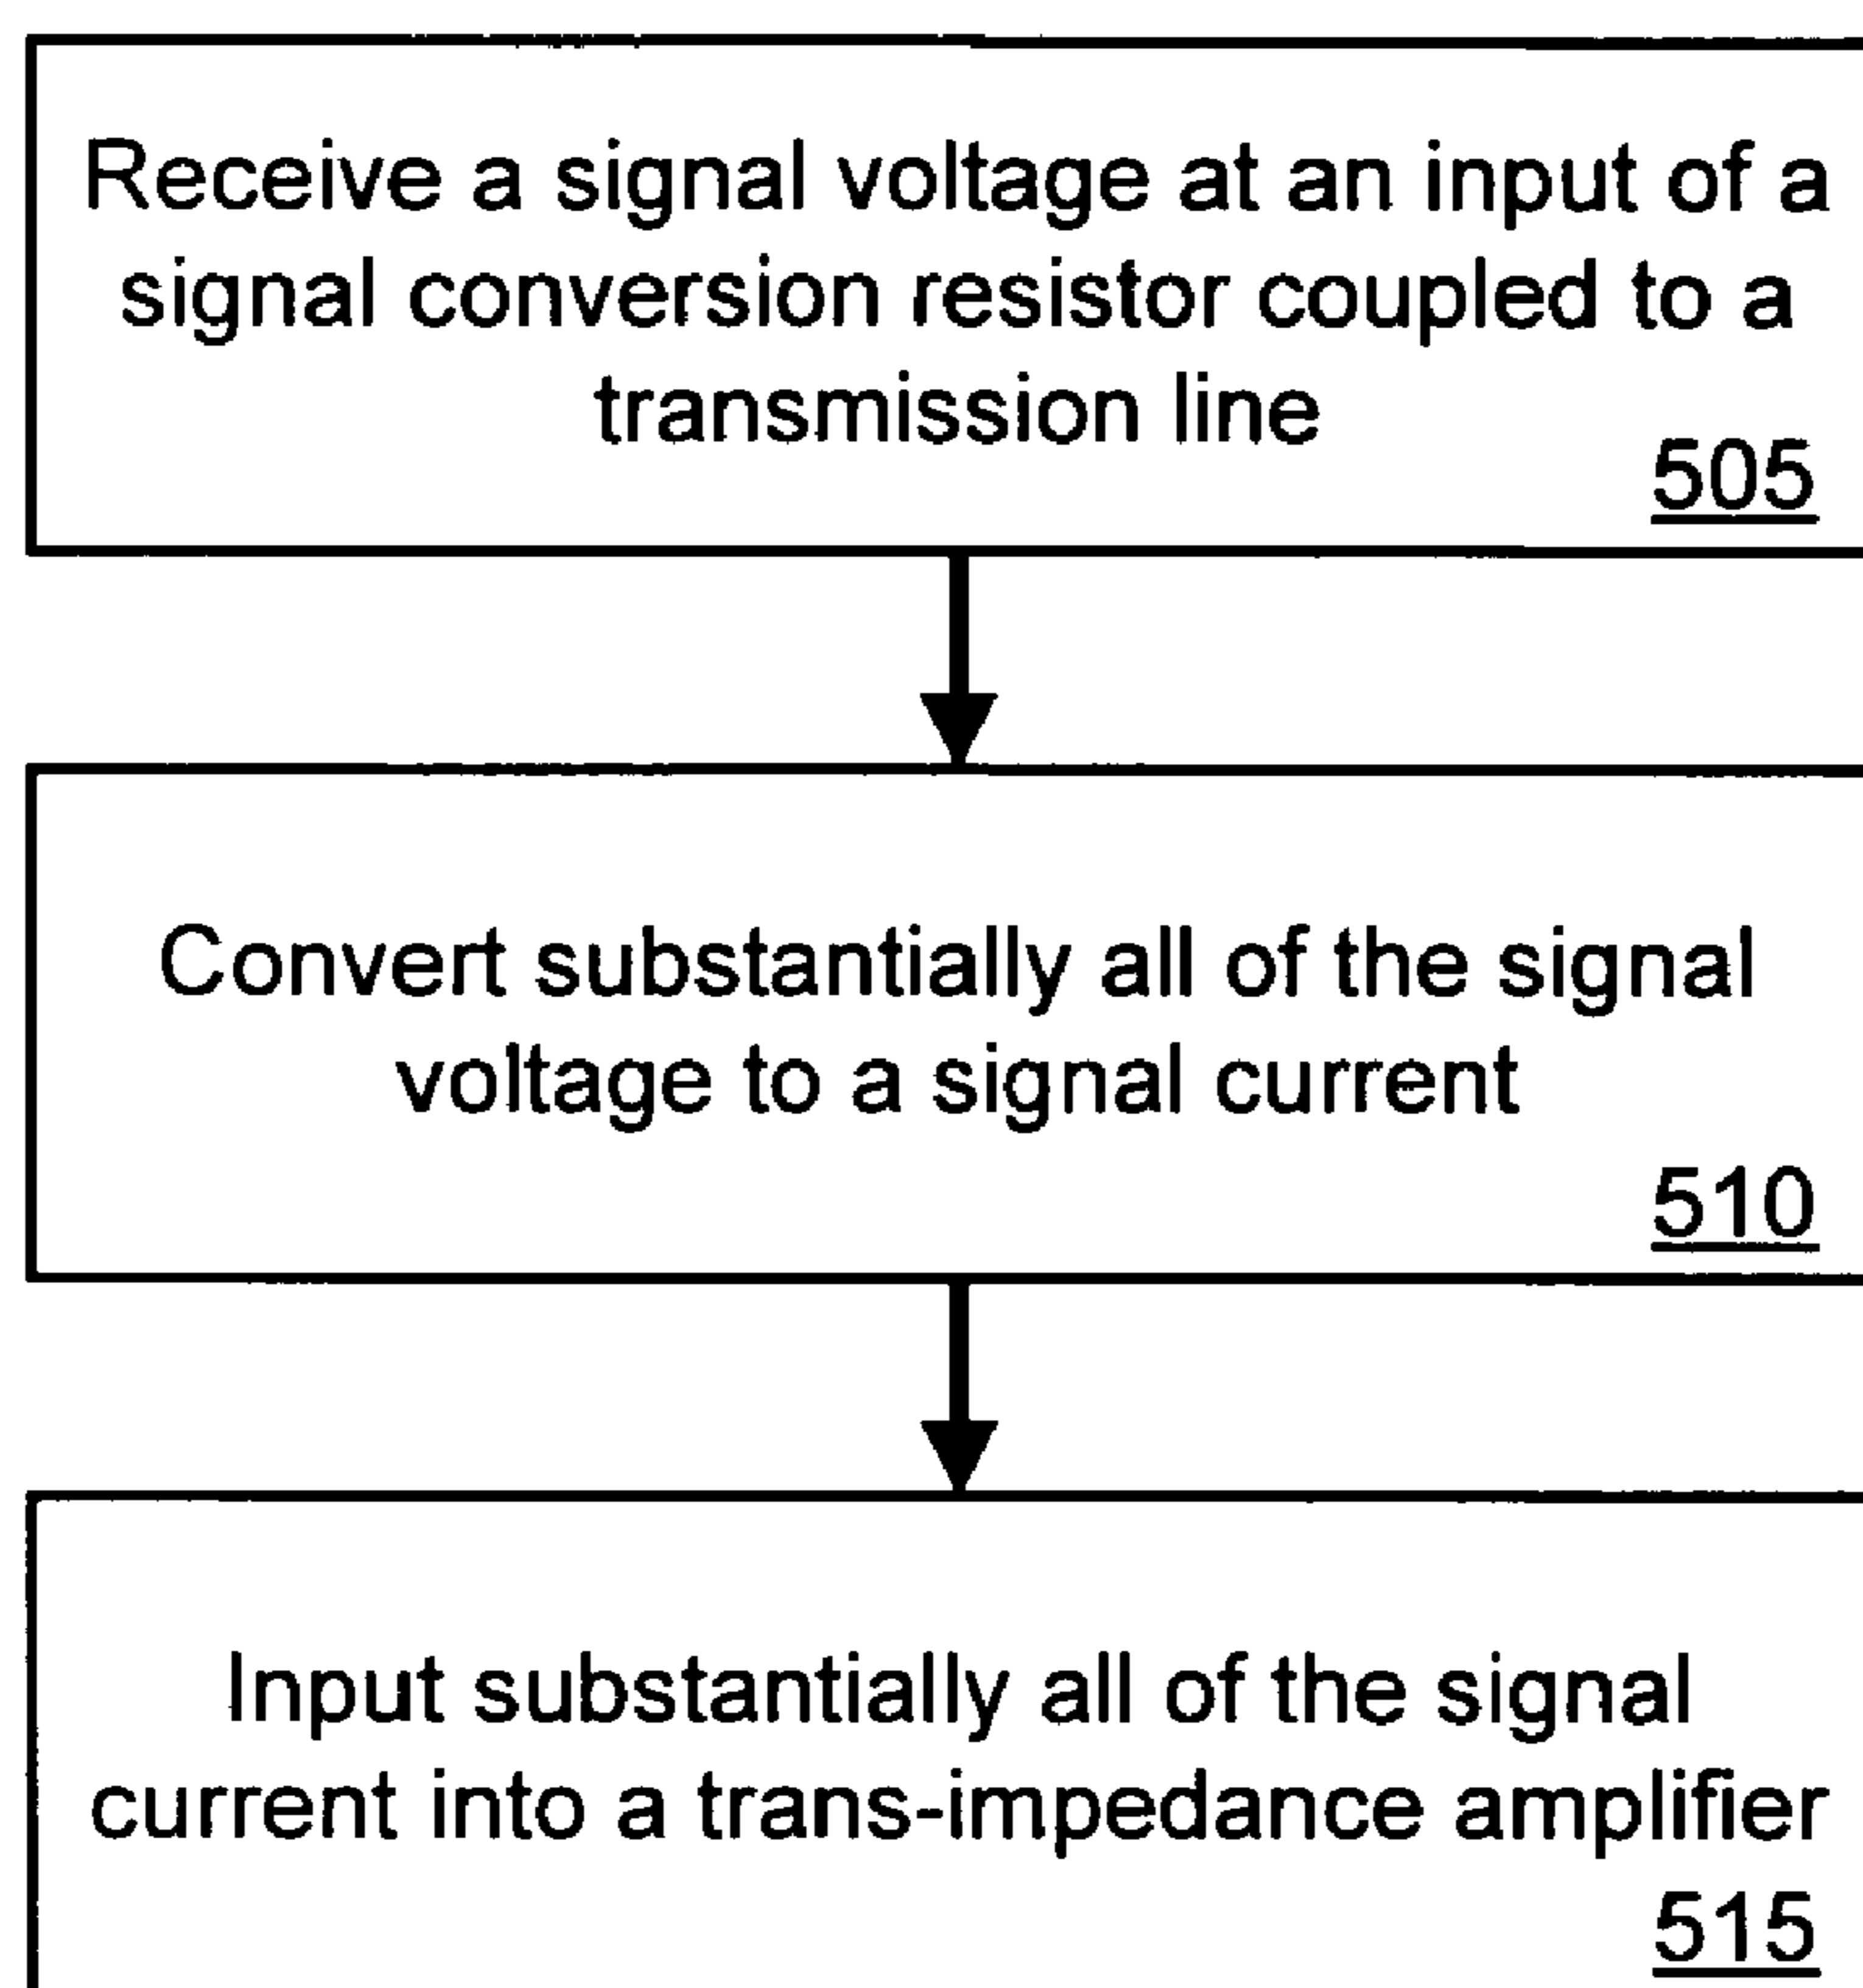 Receive a signal voltage at an input of a
signal conversion resistor coupled to a
transmission line
505
Convert substantially all of the signal
voltage to a signal current
510
Input substantially all of the signal
current into a trans-impedance amplifier
515